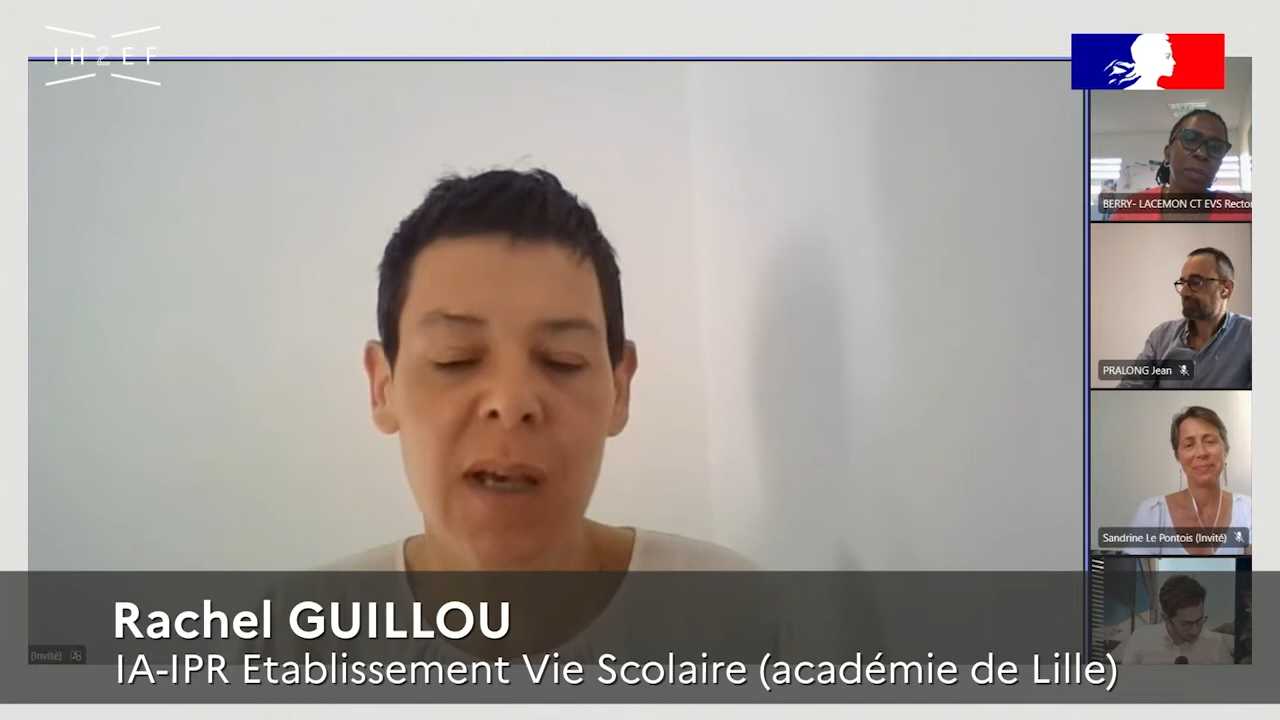 IH2EF
BERRY- LACEMON CT EVS Recto
PRALONG Jean
Sandrine Le Pontois (Invité)
(Invité)
Rachel GUILLOU
IA-IPR Etablissement Vie Scolaire (académie de Lille)